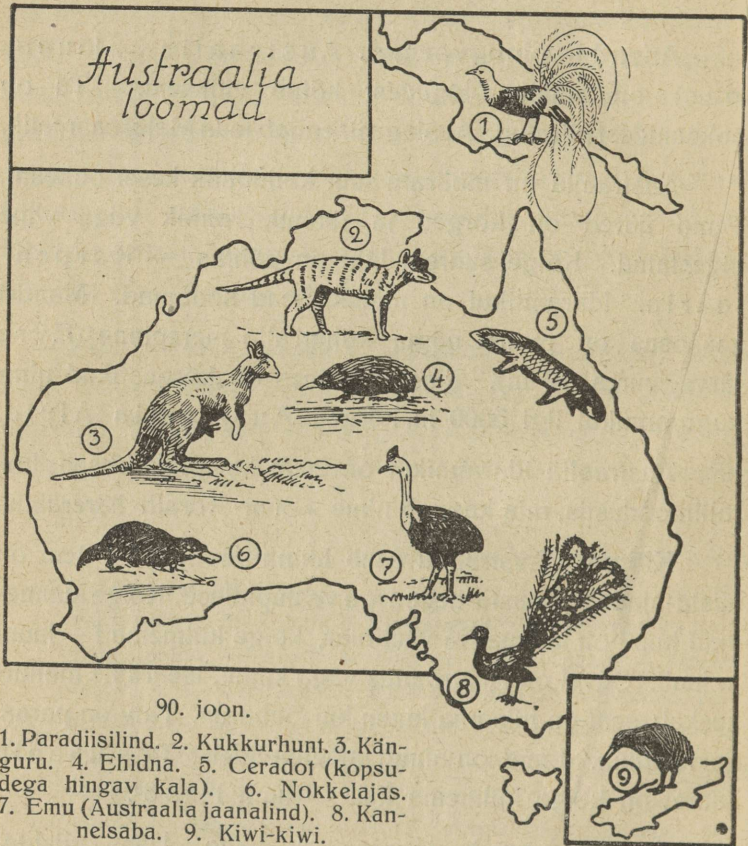 Austraalia
loomad
1
2
5
4
3
6
7
8
9
90. joon.
1. Paradiisilind. 2. Kukkurhunt. 3. Kän-
guru. 4. Ehidna. 5. Ceradot (kopsu-
dega hingav kala). 6. Nokkelajas.
7. Emu (Austraalia jaanalind). 8. Kan-
nelsaba. 9. Kiwi-kiwi.